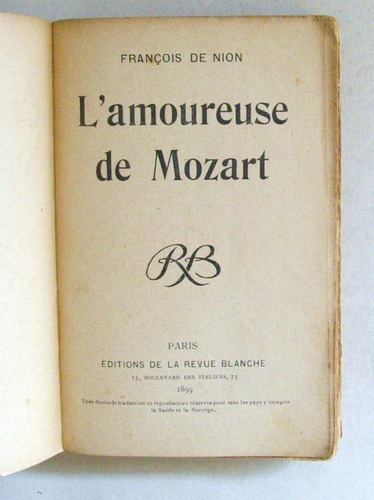 FRANÇOIS DE NION
L'amoureuse
de Mozart
RB
PARIS
EDITIONS DE LA REVUE BLANCHE
23, BOULEVARD DES ITALIENS, 23
1899
Tous droits de traduction et reproduction réservés pour tous les pays y compris
la Suède et la Norvège.